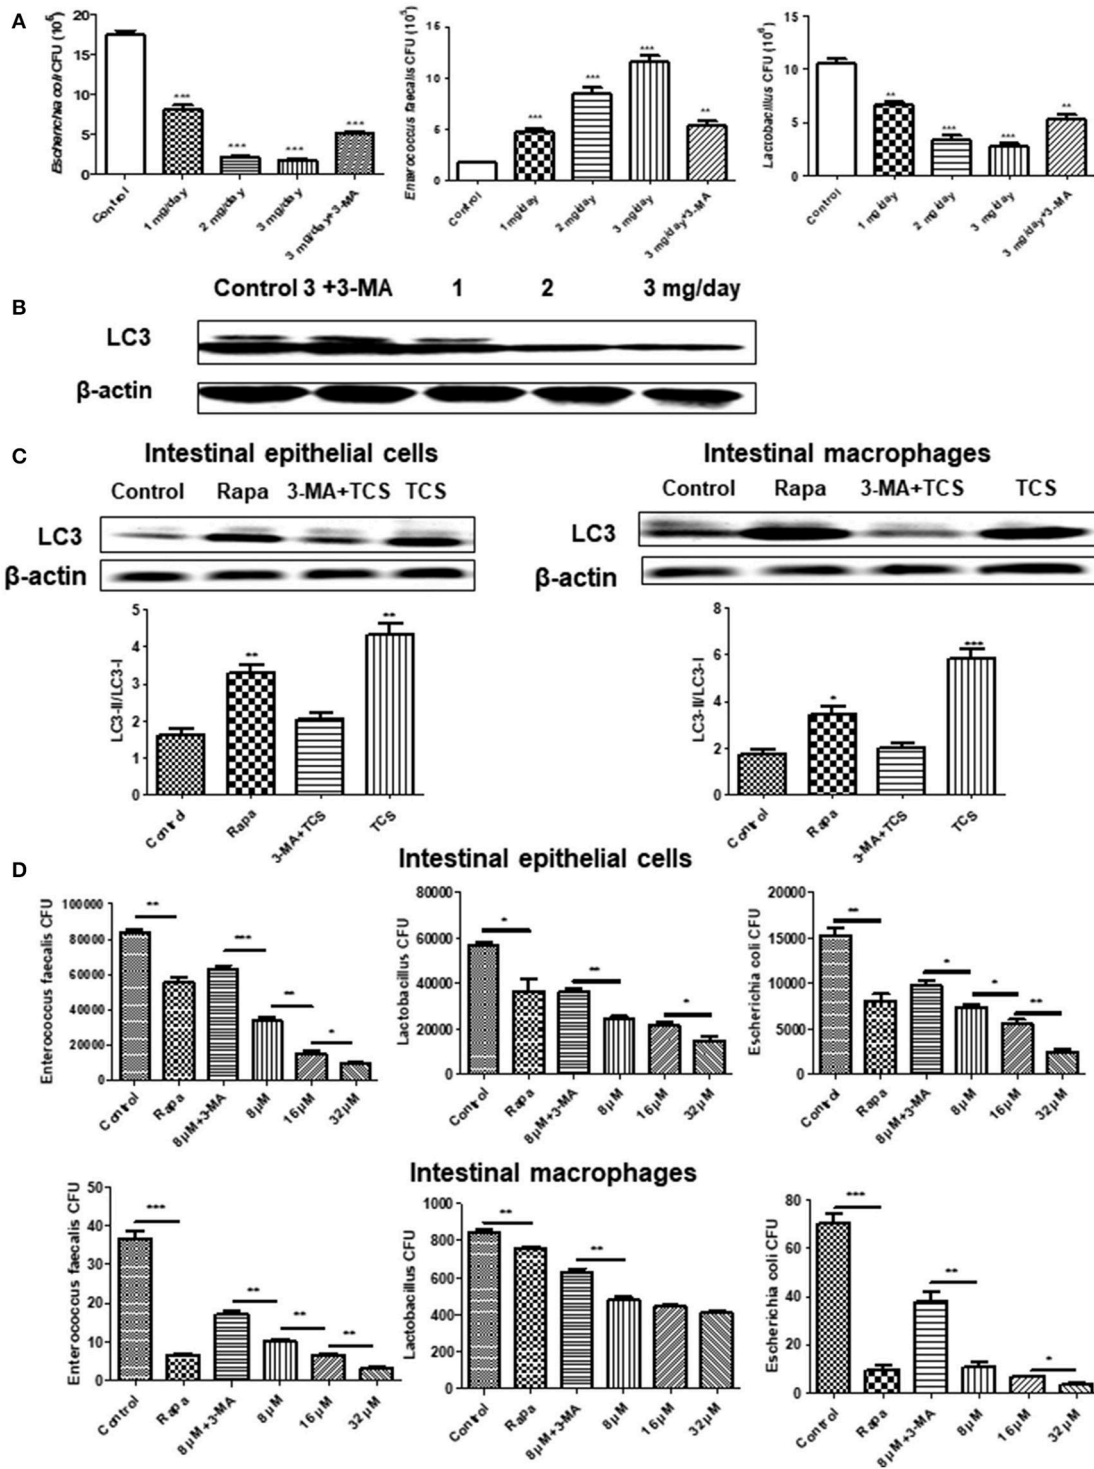 A
Escherichia coli CFU (10⁶)
20
15
10
5
0
***
***
***
***
Control
1 mg/day
2 mg/day
3 mg/day
3 mg/day+3-MA
Enterococcus faecalis CFU (10⁵)
15
10
5
0
***
***
***
**
Control
1 mg/day
2 mg/day
3 mg/day
3 mg/day+3-MA
Lactobacillus CFU (10⁶)
15
10
5
0
**
***
***
**
Control
1 mg/day
2 mg/day
3 mg/day
3 mg/day+3-MA
B
Control 3 +3-MA 1 2 3 mg/day
LC3
β-actin
C
Intestinal epithelial cells
Control Rapa 3-MA+TCS TCS
LC3
β-actin
LC3-II/LC3-I
5
4
3
2
1
0
**
**
Control
Rapa
3-MA+TCS
TCS
Intestinal macrophages
Control Rapa 3-MA+TCS TCS
LC3
β-actin
LC3-II/LC3-I
8
6
4
2
0
*
***
Control
Rapa
3-MA+TCS
TCS
D
Intestinal epithelial cells
Enterococcus faecalis CFU
100000
80000
60000
40000
20000
0
**
***
**
*
Control
Rapa
8μM+3-MA
8μM
16μM
32μM
Lactobacillus CFU
80000
60000
40000
20000
0
*
**
*
Control
Rapa
8μM+3-MA
8μM
16μM
32μM
Escherichia coli CFU
20000
15000
10000
5000
0
**
*
*
**
Control
Rapa
8μM+3-MA
8μM
16μM
32μM
Intestinal macrophages
Enterococcus faecalis CFU
50
40
30
20
10
0
***
**
**
**
Control
Rapa
8μM+3-MA
8μM
16μM
32μM
Lactobacillus CFU
1000
800
600
400
200
0
**
**
Control
Rapa
8μM+3-MA
8μM
16μM
32μM
Escherichia coli CFU
80
60
40
20
0
***
**
*
Control
Rapa
8μM+3-MA
8μM
16μM
32μM